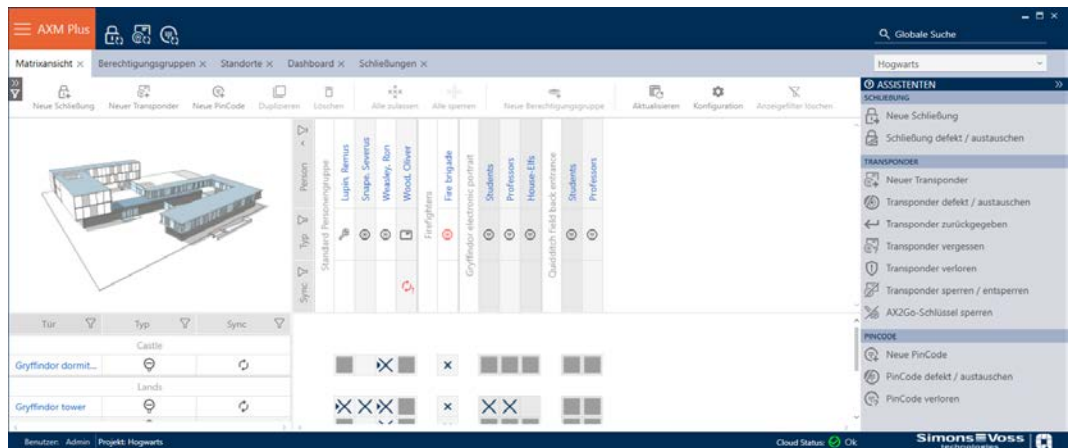 AXM Plus
Globale Suche
Matrixansicht × Berechtigungsgruppen × Standorte × Dashboard × Schließungen ×
Hogwarts
Neue Schließung Neuer Transponder Neue PinCode Duplizieren Löschen Alle zulassen Alle sperren Neue Berechtigungsgruppe Aktualisieren Konfiguration Anzeigefilter löschen
ASSISTENTEN
SCHLIEßUNG
Neue Schließung
Schließung defekt / austauschen
TRANSPONDER
Neuer Transponder
Transponder defekt / austauschen
Transponder zurückgegeben
Transponder vergessen
Transponder verloren
Transponder sperren / entsperren
AX2Go-Schlüssel sperren
PINCODE
Neue PinCode
PinCode defekt / austauschen
PinCode verloren
Person
Typ
Sync
Standard Personengruppe
Lupin, Remus
Snape, Severus
Weasley, Ron
Wood, Oliver
Firefighters
Fire brigade
Gryffindor electronic portrait
Students
Professors
House-Elfs
Quidditch field back entrance
Students
Professors
Tür Typ Sync
Castle
Gryffindor dormit...
Lands
Gryffindor tower
Benutzer: Admin Projekt: Hogwarts
Cloud Status: Ok
Simons Voss
technologies